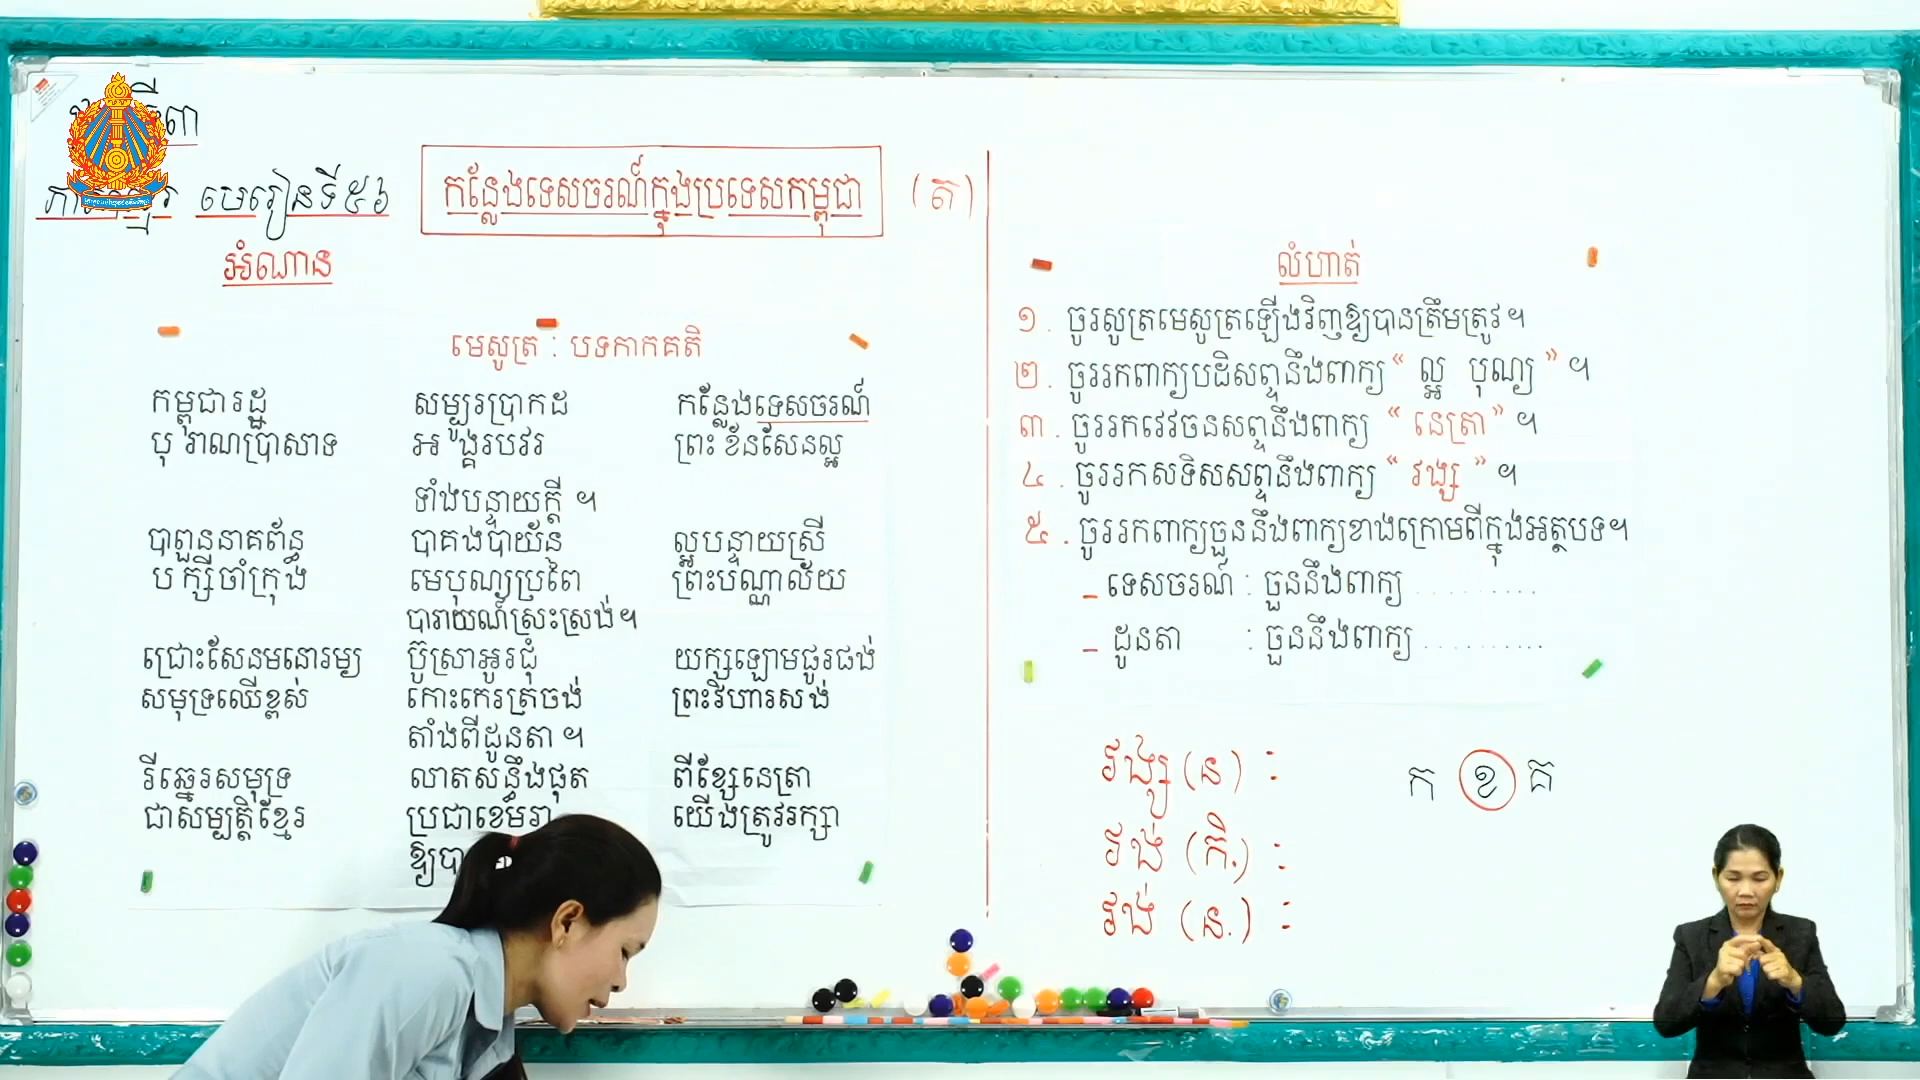 មេរៀនទី៥៦ កន្លែងទេសចរណ៍ក្នុងប្រទេសកម្ពុជា (ត)
អំណាន
មេសូត្រ : បទកាកគតិ
កម្ពុជារដ្ឋ សម្បូរប្រាកដ កន្លែងទេសចរណ៍
បុរាណប្រាសាទ អង្គរបវរ ព្រះខ័នសែនល្អ
ទាំងបន្ទាយក្ដី ។
បាពួននាគព័ន្ធ បាគងបាយ័ន ល្អបន្ទាយស្រី
បក្សីចាំក្រុង មេបុណ្យប្រពៃ ព្រះបណ្ណាល័យ
បារាយណ៍ស្រះស្រង់។
ជ្រោះសែនមនោរម្យ ប៊ូស្រាអូរជុំ យក្សឡោមផូរផង់
សមុទ្រឈើខ្ពស់ កោះកេរត្រចង់ ព្រះវិហារសង់
តាំងពីដូនតា ។
រីឆ្នេរសមុទ្រ លាតសន្ធឹងផុត ពីខ្សែនេត្រា
ជាសម្បត្តិខ្មែរ ប្រជាខេមរា យើងត្រូវរក្សា
លំហាត់
១. ចូរសូត្រមេសូត្រឡើងវិញឱ្យបានត្រឹមត្រូវ។
២. ចូររកពាក្យបដិសព្ទនឹងពាក្យ “ ល្អ បុណ្យ ” ។
៣. ចូររកវេវចនសព្ទនឹងពាក្យ “ នេត្រា” ។
៤. ចូររកសទិសសព្ទនឹងពាក្យ “ វង្ស ” ។
៥. ចូររកពាក្យចួននឹងពាក្យខាងក្រោមពីក្នុងអត្ថបទ។
- ទេសចរណ៍ : ចួននឹងពាក្យ .........
- ដូនតា : ចួននឹងពាក្យ ..........
វង្ស (ន) :
វង់ (កិ.) :
វង់ (ន.) :
ក ខ គ